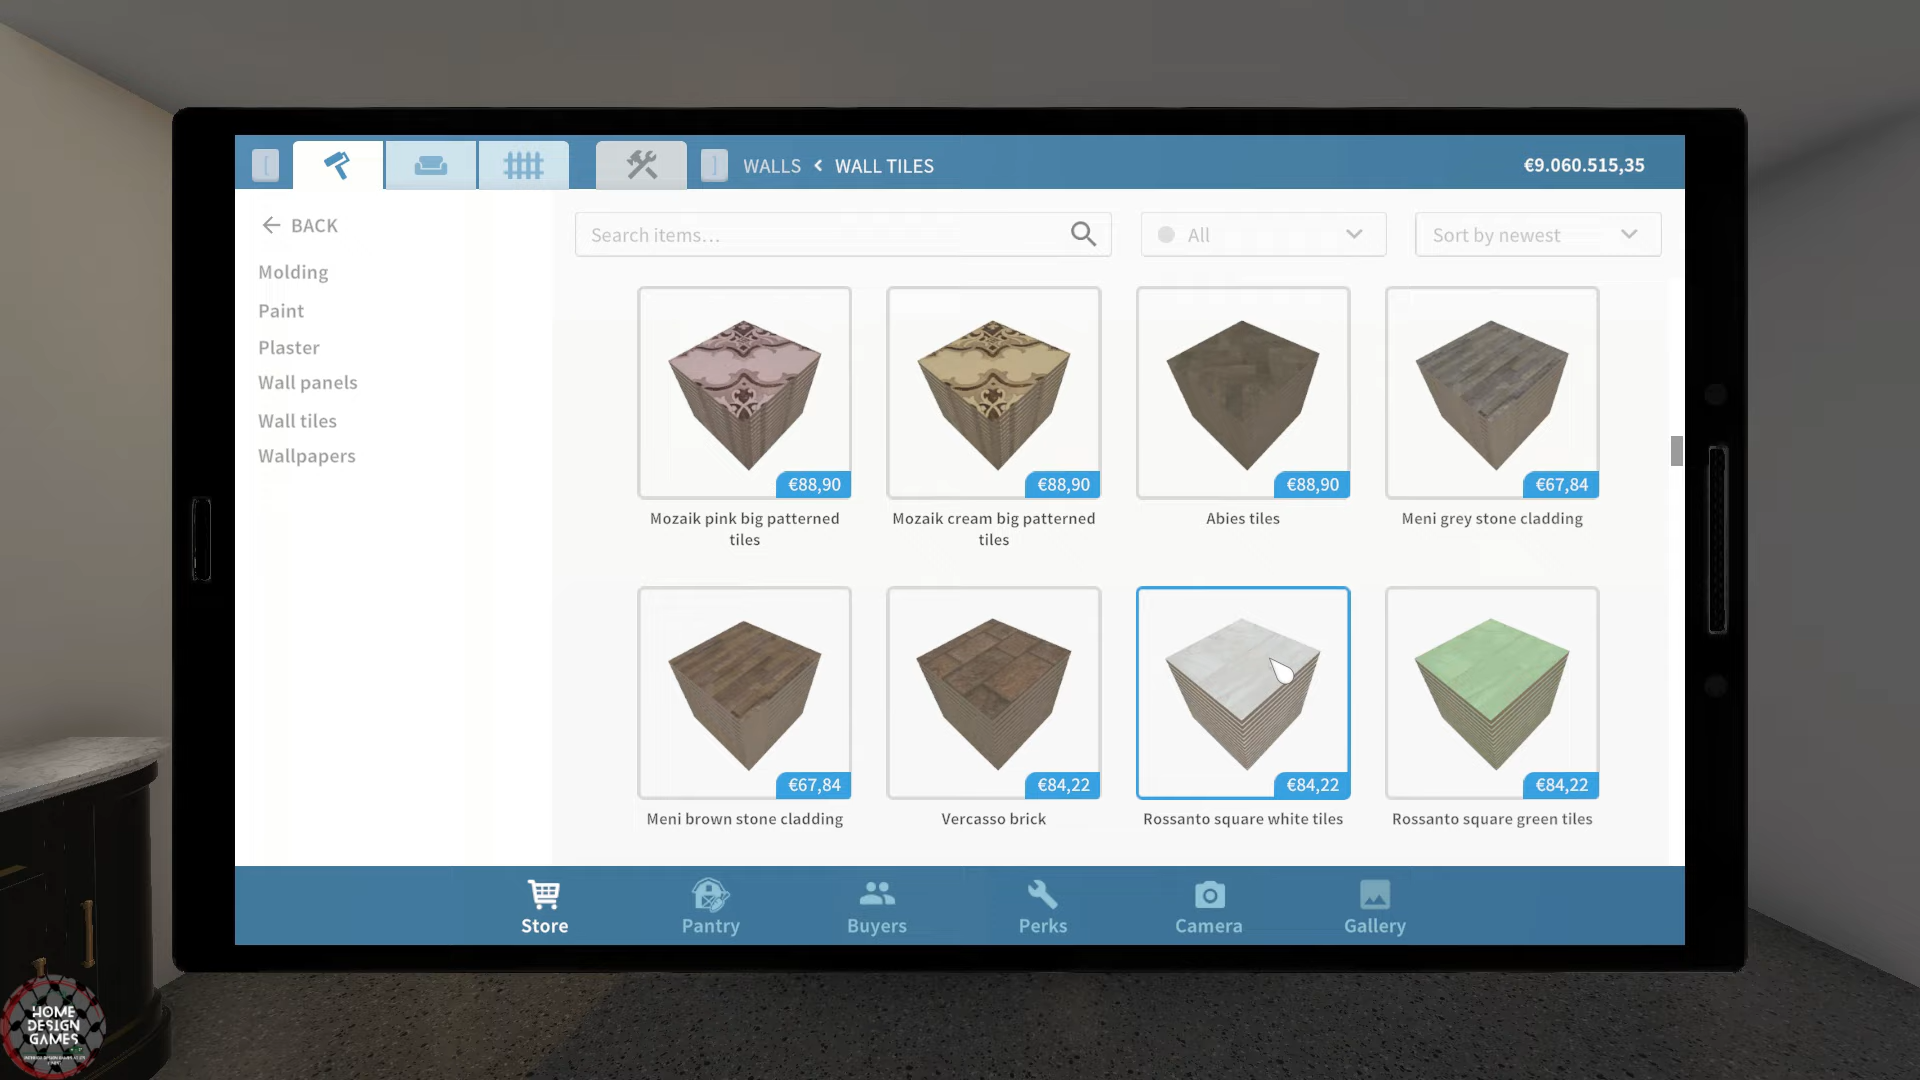 WALLS < WALL TILES
€9.060.515,35
BACK
Molding
Paint
Plaster
Wall panels
Wall tiles
Wallpapers
Search items...
All
Sort by newest
€88,90
€88,90
€88,90
€67,84
Mozaik pink big patterned
tiles
Mozaik cream big patterned
tiles
Abies tiles
Meni grey stone cladding
€67,84
€84,22
€84,22
€84,22
Meni brown stone cladding
Vercasso brick
Rossanto square white tiles
Rossanto square green tiles
Store
Pantry
Buyers
Perks
Camera
Gallery
HOME
DESIGN
GAMES